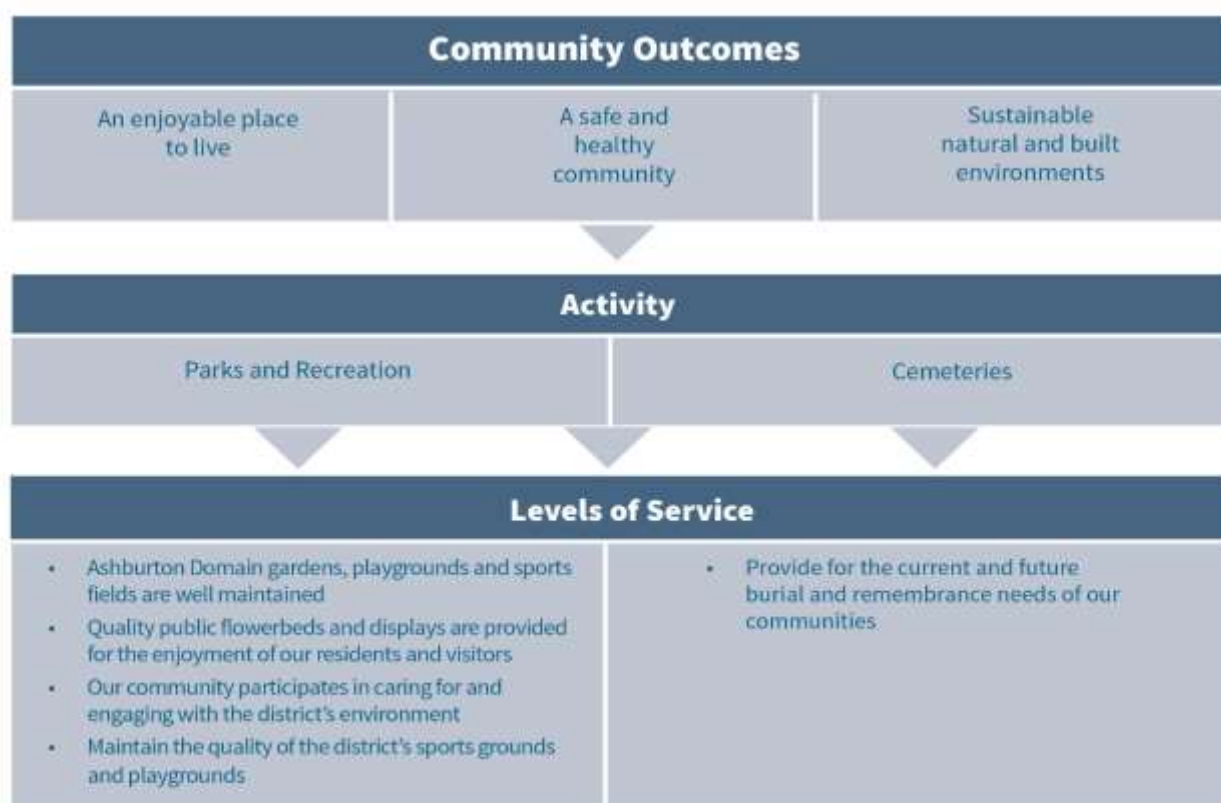 Community Outcomes
An enjoyable place
to live
A safe and
healthy
community
Sustainable
natural and built
environments
Activity
Parks and Recreation
Cemeteries
Levels of Service
• Ashburton Domain gardens, playgrounds and sports
fields are well maintained
• Quality public flowerbeds and displays are provided
for the enjoyment of our residents and visitors
• Our community participates in caring for and
engaging with the district's environment
• Maintain the quality of the district's sports grounds
and playgrounds
• Provide for the current and future
burial and remembrance needs of our
communities